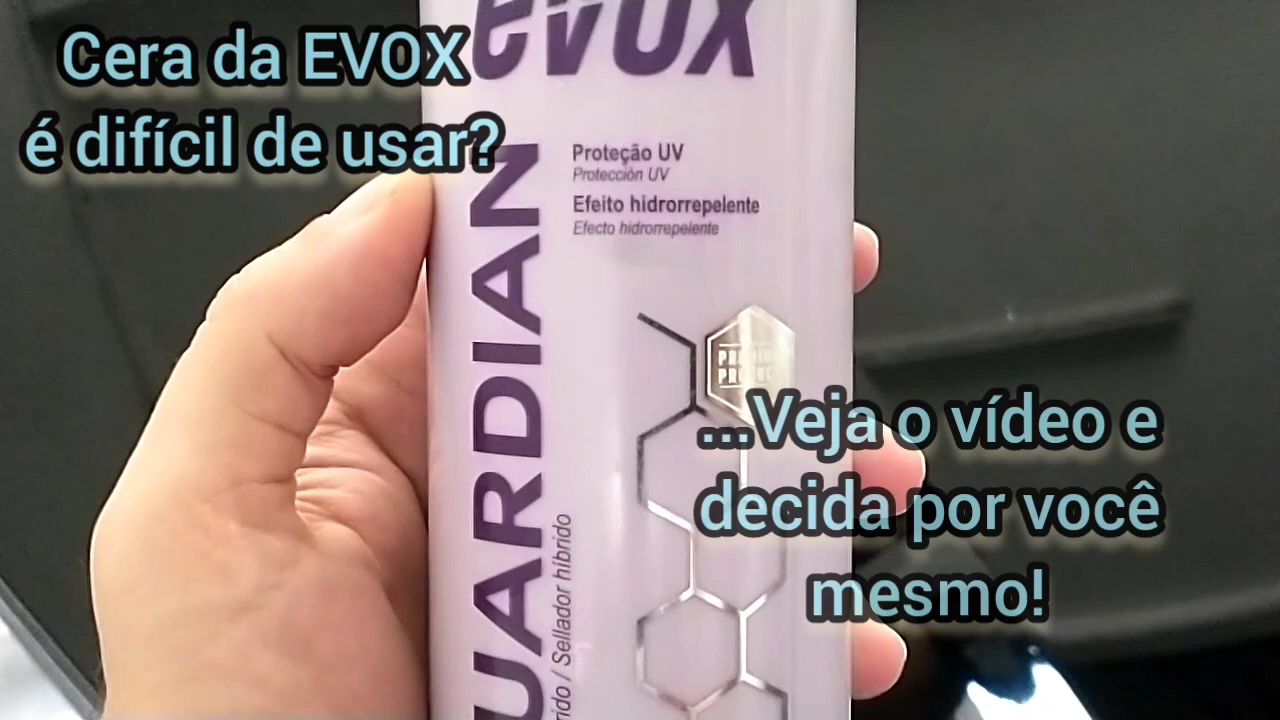 Cera da EVOX
é difícil de usar?
evox
Proteção UV
Protección UV
Efeito hidrorrepelente
Efecto hidrorrepelente
UARDIAN
rido / Sellador híbrido
...Veja o vídeo e
decida por você
mesmo!